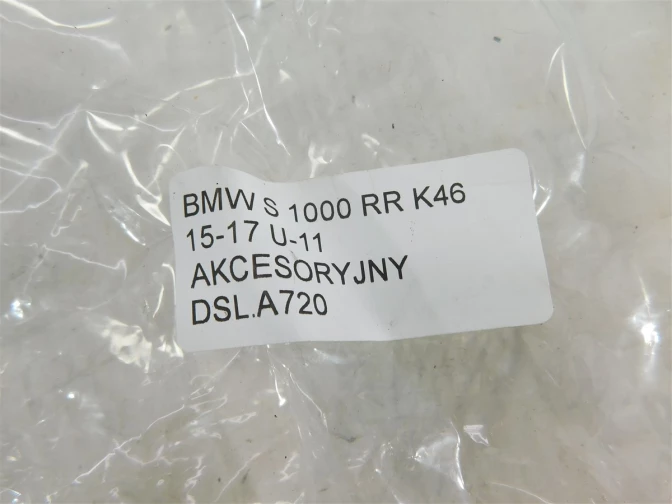 BMW S 1000 RR K46
15-17 U-11
AKCESORYJNY
DSL.A720